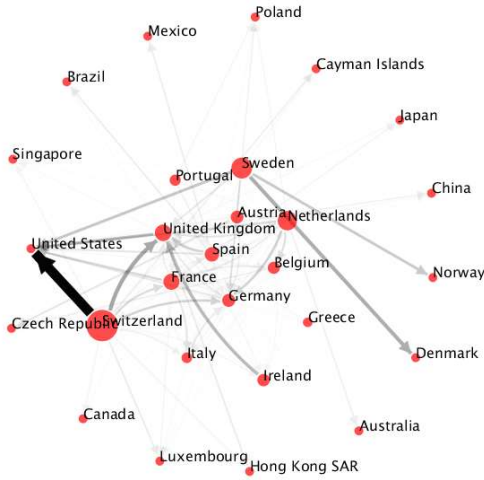 Poland
Mexico
Cayman Islands
Brazil
Japan
Singapore
Sweden
Portugal
China
Austria
Netherlands
United Kingdom
United States
Spain
Belgium
Norway
France
Germany
Czech Republic
Switzerland
Greece
Italy
Denmark
Ireland
Canada
Australia
Luxembourg
Hong Kong SAR